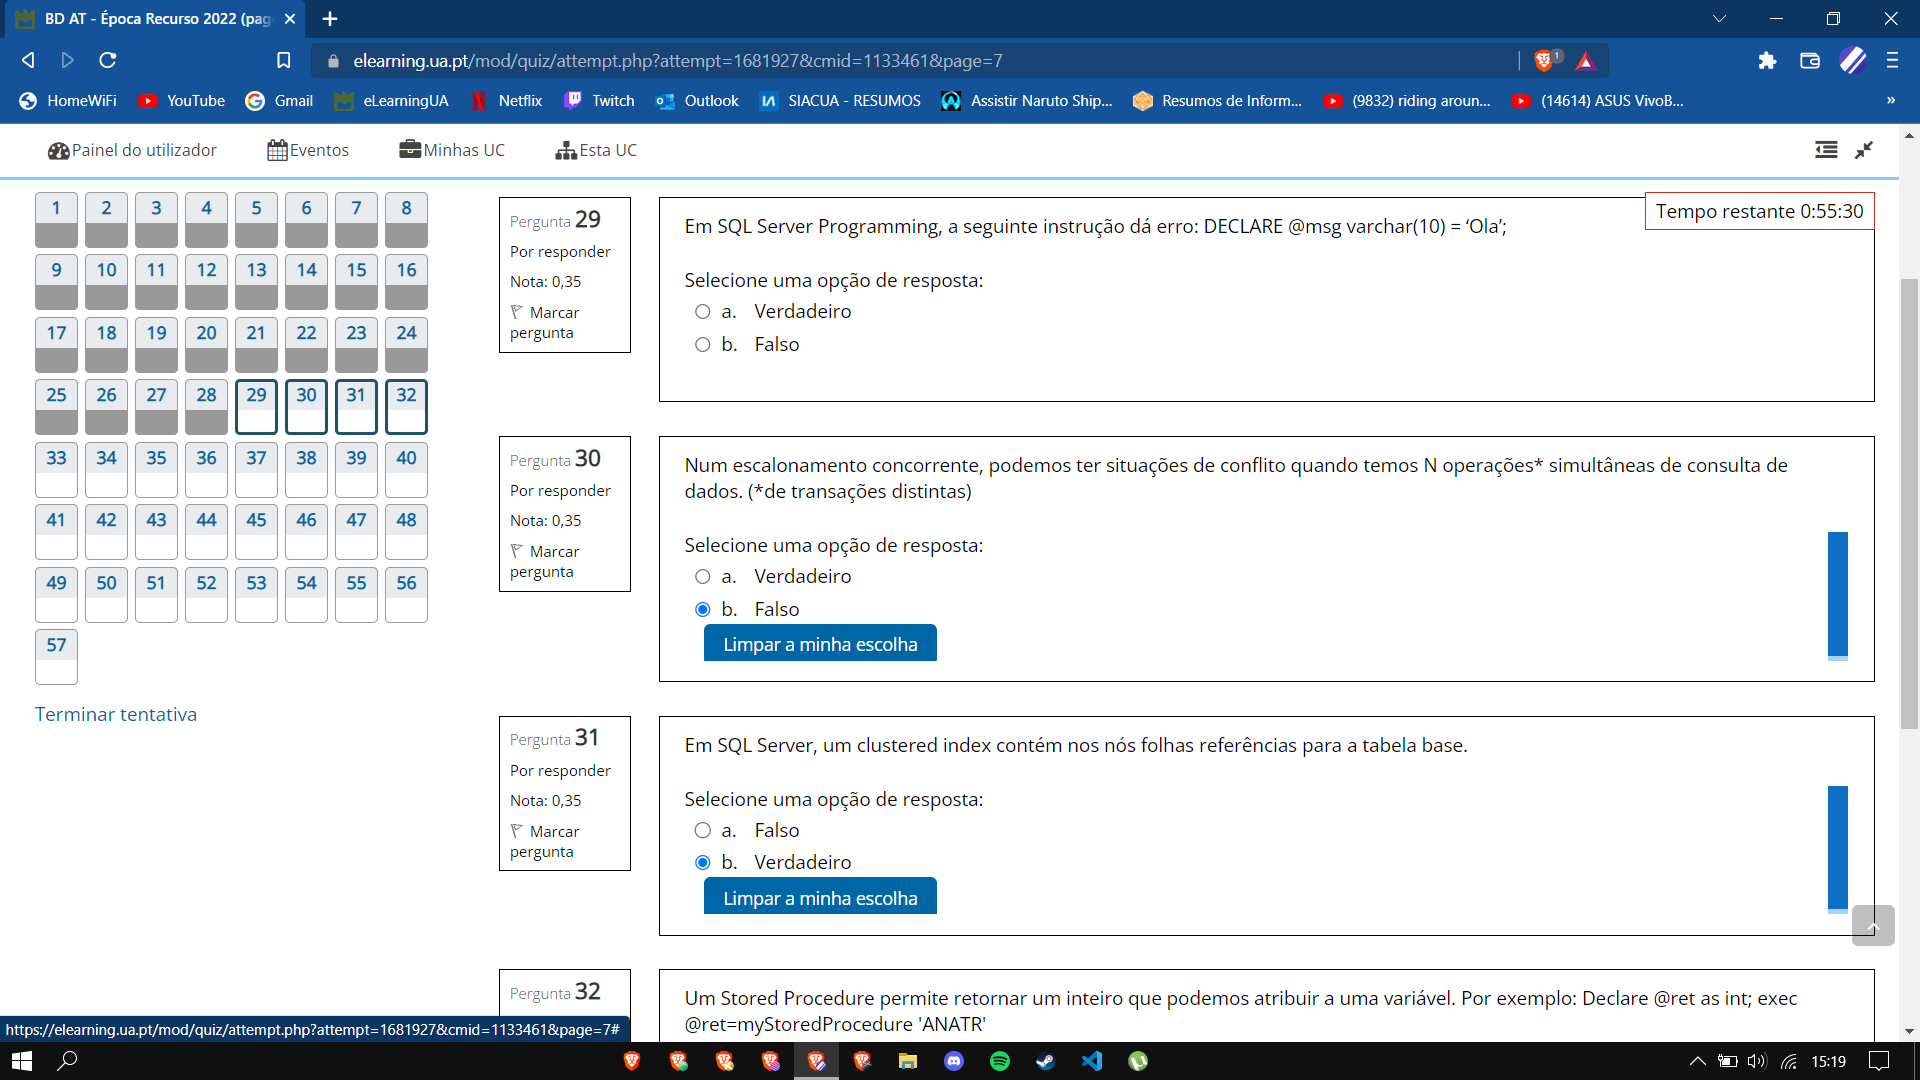 BD AT - Época Recurso 2022 (pag
elearning.ua.pt/mod/quiz/attempt.php?attempt=1681927&cmid=1133461&page=7
1
HomeWiFi YouTube Gmail eLearningUA Netflix Twitch Outlook SIACUA - RESUMOS Assistir Naruto Ship... Resumos de Inform... (9832) riding aroun... (14614) ASUS VivoB... »
Painel do utilizador Eventos Minhas UC Esta UC
Tempo restante 0:55:30
1 2 3 4 5 6 7 8
9 10 11 12 13 14 15 16
17 18 19 20 21 22 23 24
25 26 27 28 29 30 31 32
33 34 35 36 37 38 39 40
41 42 43 44 45 46 47 48
49 50 51 52 53 54 55 56
57
Terminar tentativa
Pergunta 29
Por responder
Nota: 0,35
Marcar
pergunta
Em SQL Server Programming, a seguinte instrução dá erro: DECLARE @msg varchar(10) = ‘Ola’;
Selecione uma opção de resposta:
a. Verdadeiro
b. Falso
Pergunta 30
Por responder
Nota: 0,35
Marcar
pergunta
Num escalonamento concorrente, podemos ter situações de conflito quando temos N operações* simultâneas de consulta de
dados. (*de transações distintas)
Selecione uma opção de resposta:
a. Verdadeiro
b. Falso
Limpar a minha escolha
Pergunta 31
Por responder
Nota: 0,35
Marcar
pergunta
Em SQL Server, um clustered index contém nos nós folhas referências para a tabela base.
Selecione uma opção de resposta:
a. Falso
b. Verdadeiro
Limpar a minha escolha
Pergunta 32
Um Stored Procedure permite retornar um inteiro que podemos atribuir a uma variável. Por exemplo: Declare @ret as int; exec
@ret=myStoredProcedure 'ANATR'
https://elearning.ua.pt/mod/quiz/attempt.php?attempt=1681927&cmid=1133461&page=7#
15:19